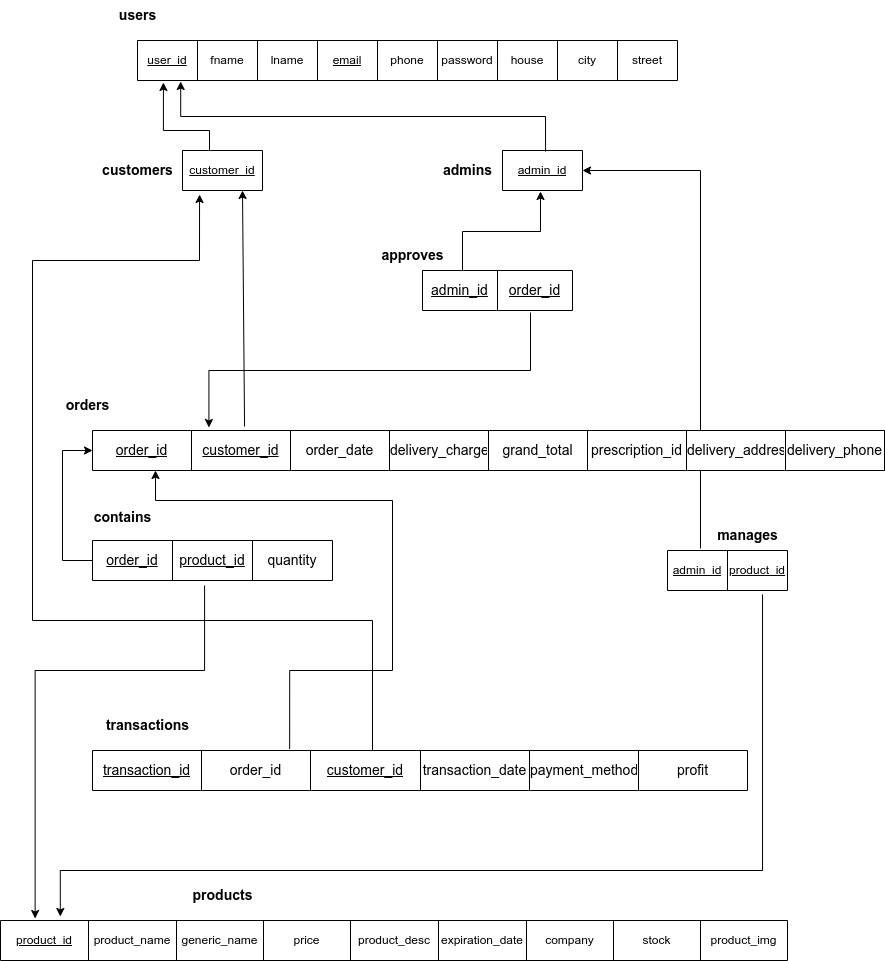 users
user_id fname lname email phone password house city street
customers customer_id admins admin_id
approves
admin_id order_id
orders
order_id customer_id order_date delivery_charge grand_total prescription_id delivery_addres delivery_phone
contains
manages
order_id product_id quantity
admin_id product_id
transactions
transaction_id order_id customer_id transaction_date payment_method profit
products
product_id product_name generic_name price product_desc expiration_date company stock product_img